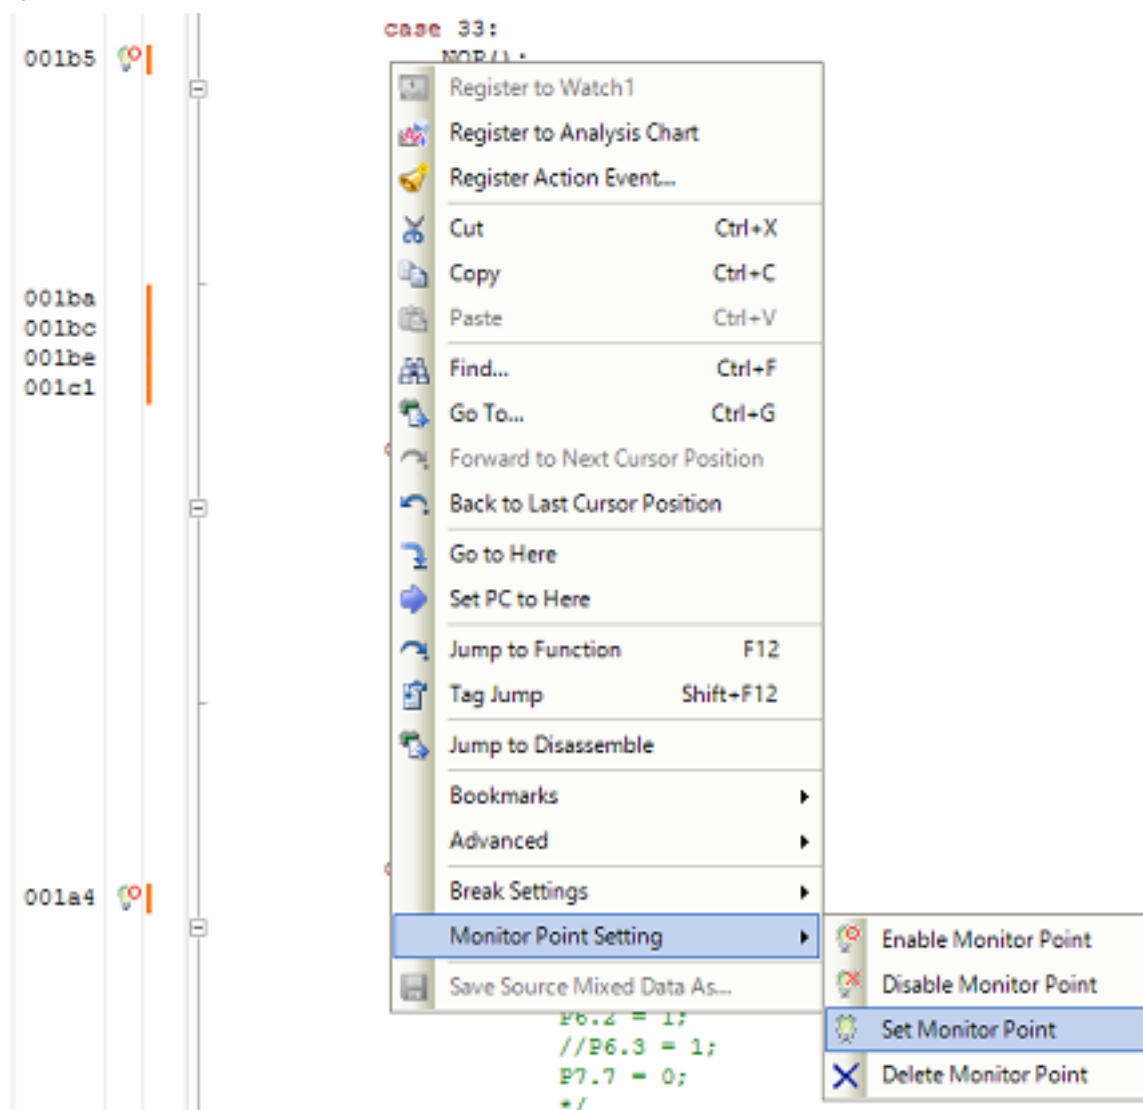 case 33:
001b5
NOP();
Register to Watch1
Register to Analysis Chart
Register Action Event...
Cut Ctrl+X
Copy Ctrl+C
001ba
Paste Ctrl+V
001bc
001be
Find... Ctrl+F
001c1
Go To... Ctrl+G
Forward to Next Cursor Position
Back to Last Cursor Position
Go to Here
Set PC to Here
Jump to Function F12
Tag Jump Shift+F12
Jump to Disassemble
Bookmarks
Advanced
001a4
Break Settings
Monitor Point Setting
Enable Monitor Point
Save Source Mixed Data As...
Disable Monitor Point
P6.2 = 1;
Set Monitor Point
//P6.3 = 1;
P7.7 = 0;
Delete Monitor Point
*/